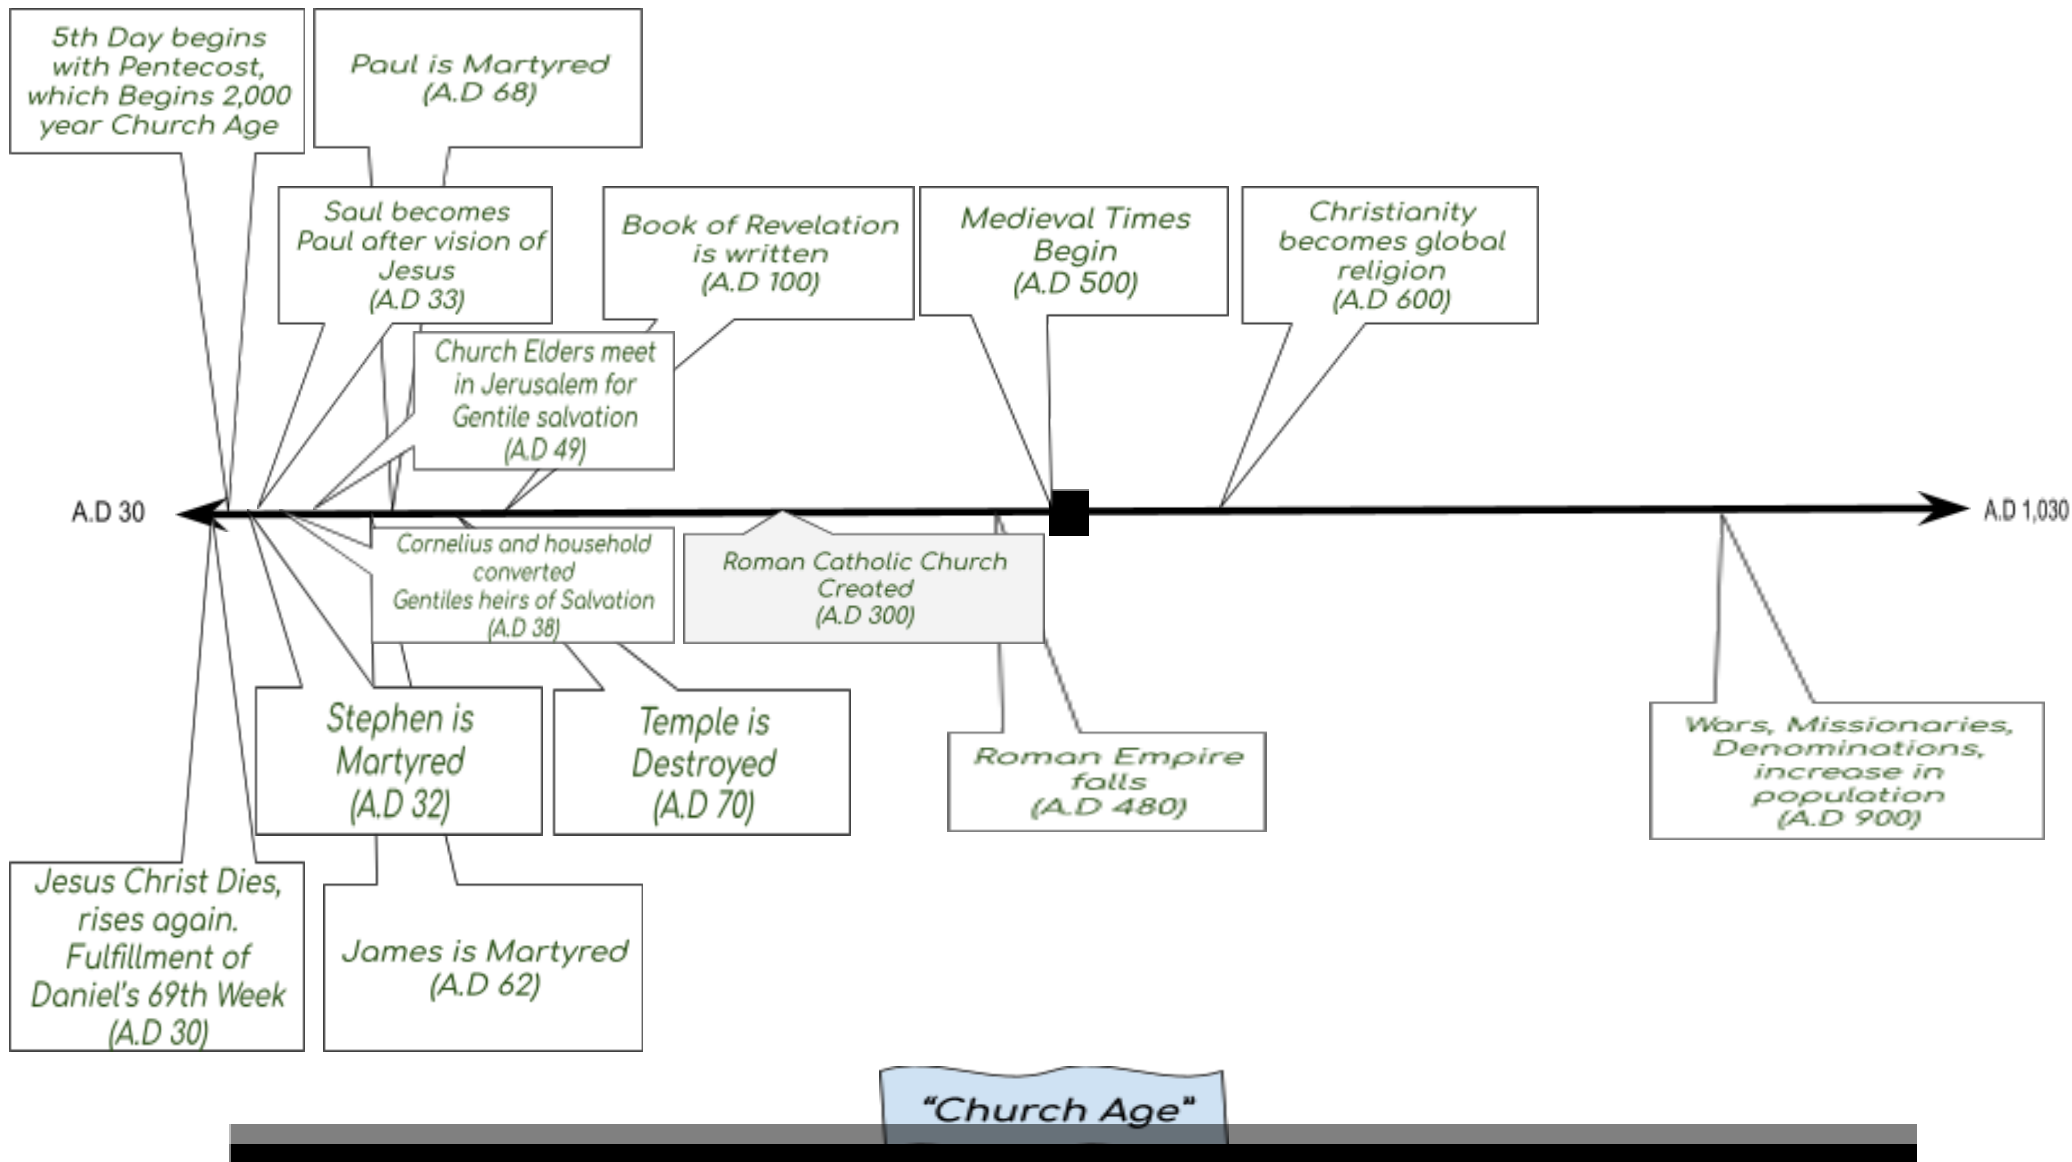 5th Day begins
with Pentecost,
which Begins 2,000
year Church Age
Paul is Martyred
(A.D 68)
Saul becomes
Paul after vision of
Jesus
(A.D 33)
Book of Revelation
is written
(A.D 100)
Medieval Times
Begin
(A.D 500)
Christianity
becomes global
religion
(A.D 600)
Church Elders meet
in Jerusalem for
Gentile salvation
(A.D 49)
A.D 30
A.D 1,030
Cornelius and household
converted
Gentiles heirs of Salvation
(A.D 38)
Roman Catholic Church
Created
(A.D 300)
Stephen is
Martyred
(A.D 32)
Temple is
Destroyed
(A.D 70)
Roman Empire
falls
(A.D 480)
Wars, Missionaries,
Denominations,
increase in
population
(A.D 900)
Jesus Christ Dies,
rises again.
Fulfillment of
Daniel's 69th Week
(A.D 30)
James is Martyred
(A.D 62)
"Church Age"